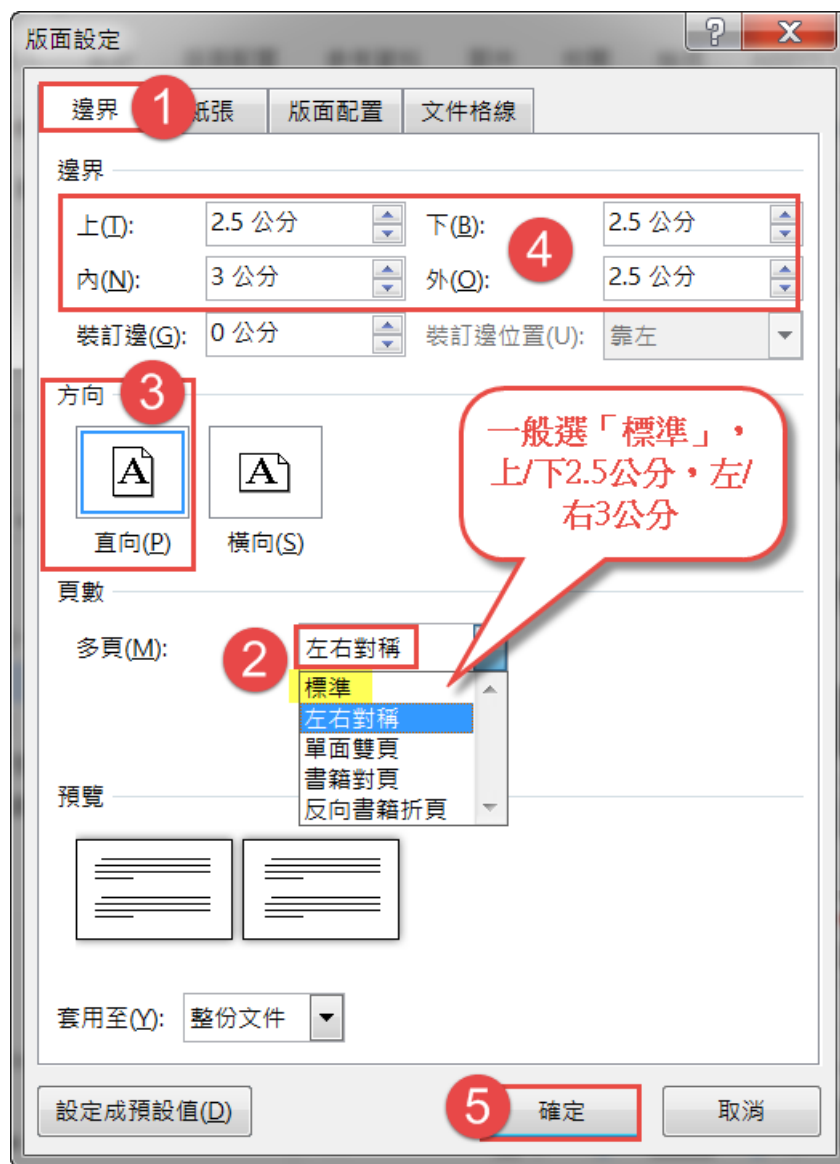 版面設定
邊界 1 紙張 版面配置 文件格線
邊界
上(T): 2.5 公分 下(B): 2.5 公分
4
內(N): 3 公分 外(O): 2.5 公分
裝訂邊(G): 0 公分 裝訂邊位置(U): 靠左
方向 3
一般選「標準」，
上/下2.5公分，左/
右3公分
A A
直向(P) 橫向(S)
頁數
多頁(M): 2 左右對稱
標準
左右對稱
單面雙頁
書籍對頁
反向書籍折頁
預覽
套用至(Y): 整份文件
設定成預設值(D) 5 確定 取消